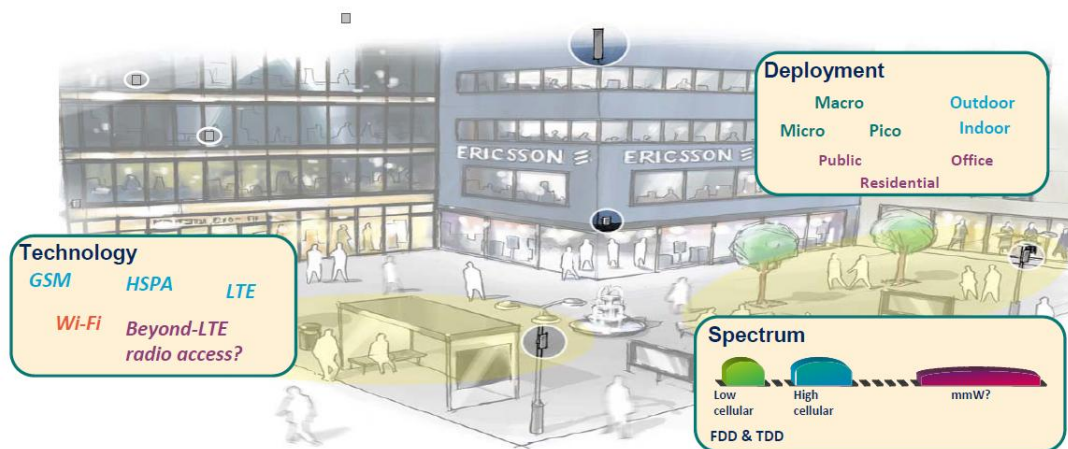 Deployment
Macro Outdoor
Micro Pico Indoor
Public Office
Residential
ERICSSON ERICSSON
Technology
GSM HSPA LTE
Wi-Fi Beyond-LTE
radio access?
Spectrum
Low High mmW?
cellular cellular
FDD & TDD